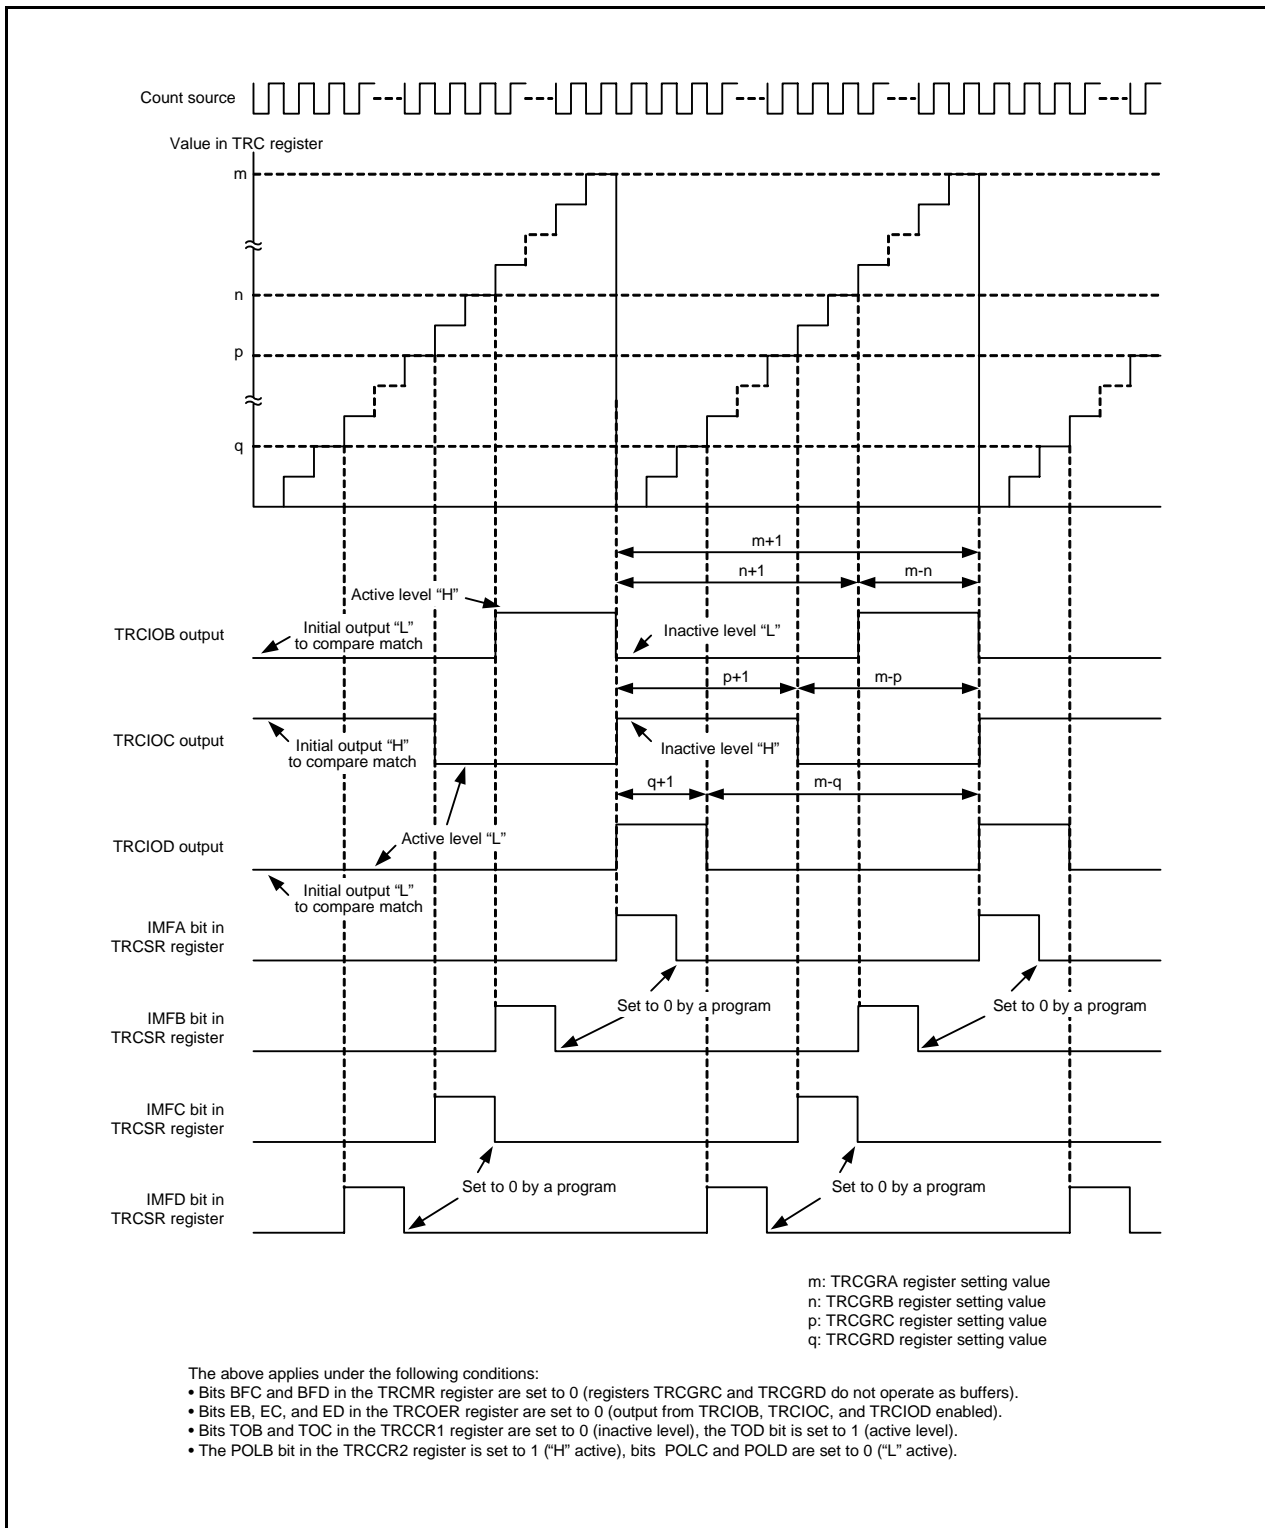 Count source
Value in TRC register
m
n
p
q
m+1
n+1
m-n
Active level “H”
TRCIOB output
Initial output “L”
to compare match
Inactive level “L”
p+1
m-p
TRCIOC output
Initial output “H”
to compare match
Inactive level “H”
q+1
m-q
TRCIOD output
Active level “L”
Initial output “L”
to compare match
IMFA bit in
TRCSR register
Set to 0 by a program
Set to 0 by a program
IMFB bit in
TRCSR register
IMFC bit in
TRCSR register
Set to 0 by a program
Set to 0 by a program
IMFD bit in
TRCSR register
m: TRCGRA register setting value
n: TRCGRB register setting value
p: TRCGRC register setting value
q: TRCGRD register setting value
The above applies under the following conditions:
• Bits BFC and BFD in the TRCMR register are set to 0 (registers TRCGRC and TRCGRD do not operate as buffers).
• Bits EB, EC, and ED in the TRCOER register are set to 0 (output from TRCIOB, TRCIOC, and TRCIOD enabled).
• Bits TOB and TOC in the TRCCR1 register are set to 0 (inactive level), the TOD bit is set to 1 (active level).
• The POLB bit in the TRCCR2 register is set to 1 (“H” active), bits POLC and POLD are set to 0 (“L” active).